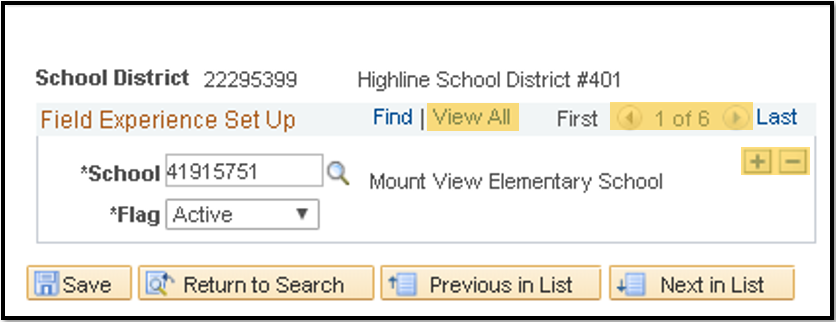 School District 22295399 Highline School District #401
Field Experience Set Up Find | View All First 1 of 6 Last
*School 41915751 Mount View Elementary School
*Flag Active
Save Return to Search Previous in List Next in List